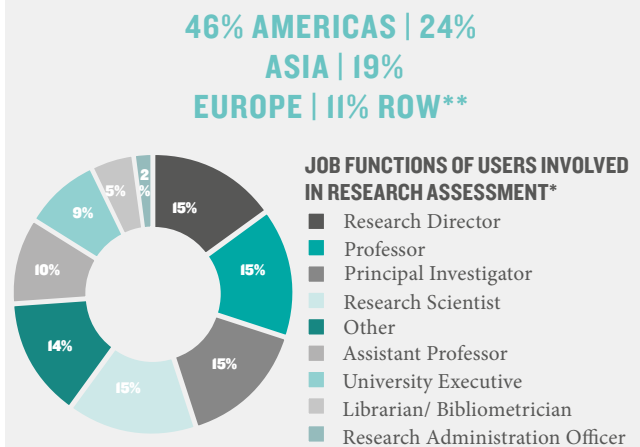 46% AMERICAS | 24%
ASIA | 19%
EUROPE | 11% ROW**
JOB FUNCTIONS OF USERS INVOLVED
IN RESEARCH ASSESSMENT*
Research Director
Professor
Principal Investigator
Research Scientist
Other
Assistant Professor
University Executive
Librarian/ Bibliometrician
Research Administration Officer
15%
15%
15%
15%
14%
10%
9%
5%
2
%